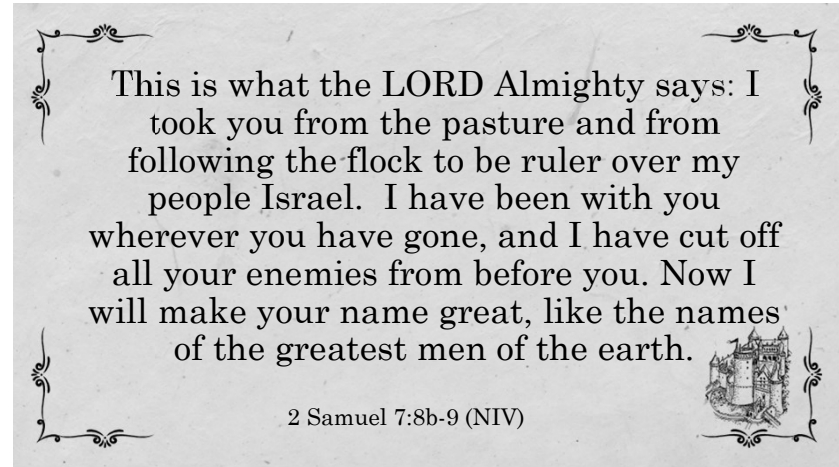 This is what the LORD Almighty says: I
took you from the pasture and from
following the flock to be ruler over my
people Israel.  I have been with you
wherever you have gone, and I have cut off
all your enemies from before you. Now I
will make your name great, like the names
of the greatest men of the earth.
2 Samuel 7:8b-9 (NIV)